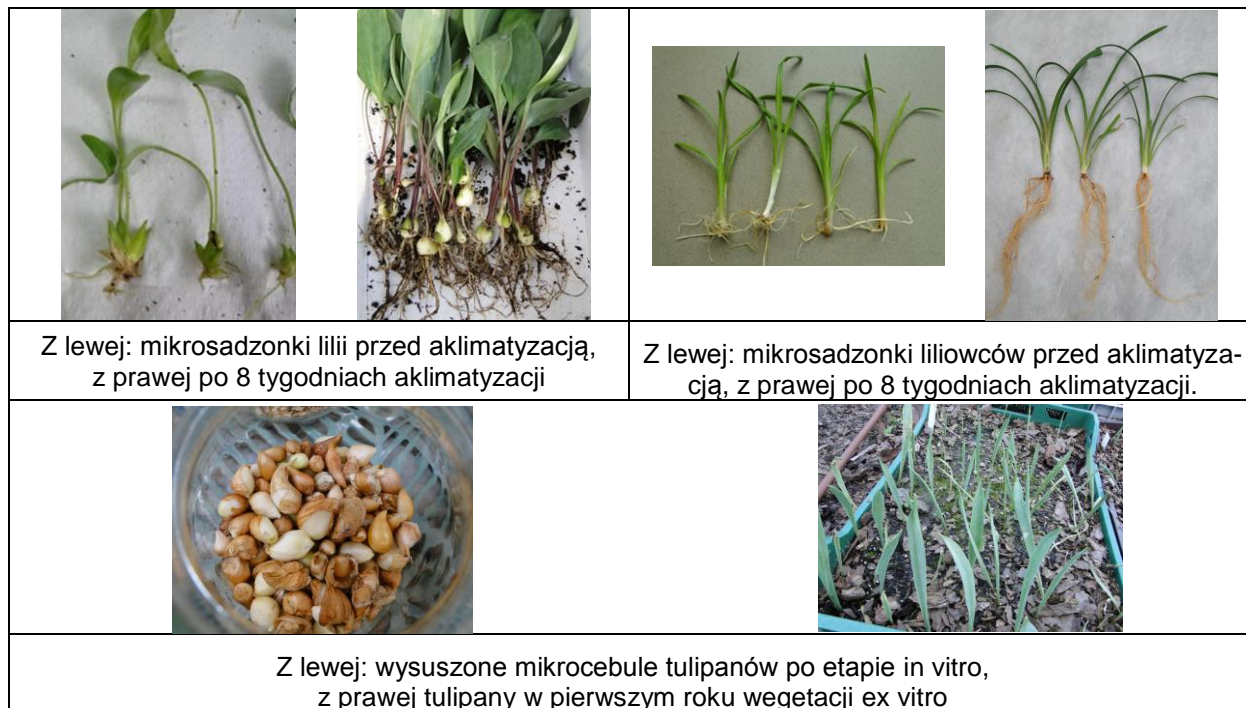 Z lewej: mikrosadzonki lilii przed aklimatyzacją,
z prawej po 8 tygodniach aklimatyzacji
Z lewej: mikrosadzonki liliowców przed aklimatyza-
cją, z prawej po 8 tygodniach aklimatyzacji.
Z lewej: wysuszone mikrocebule tulipanów po etapie in vitro,
z prawej tulipany w pierwszym roku wegetacji ex vitro